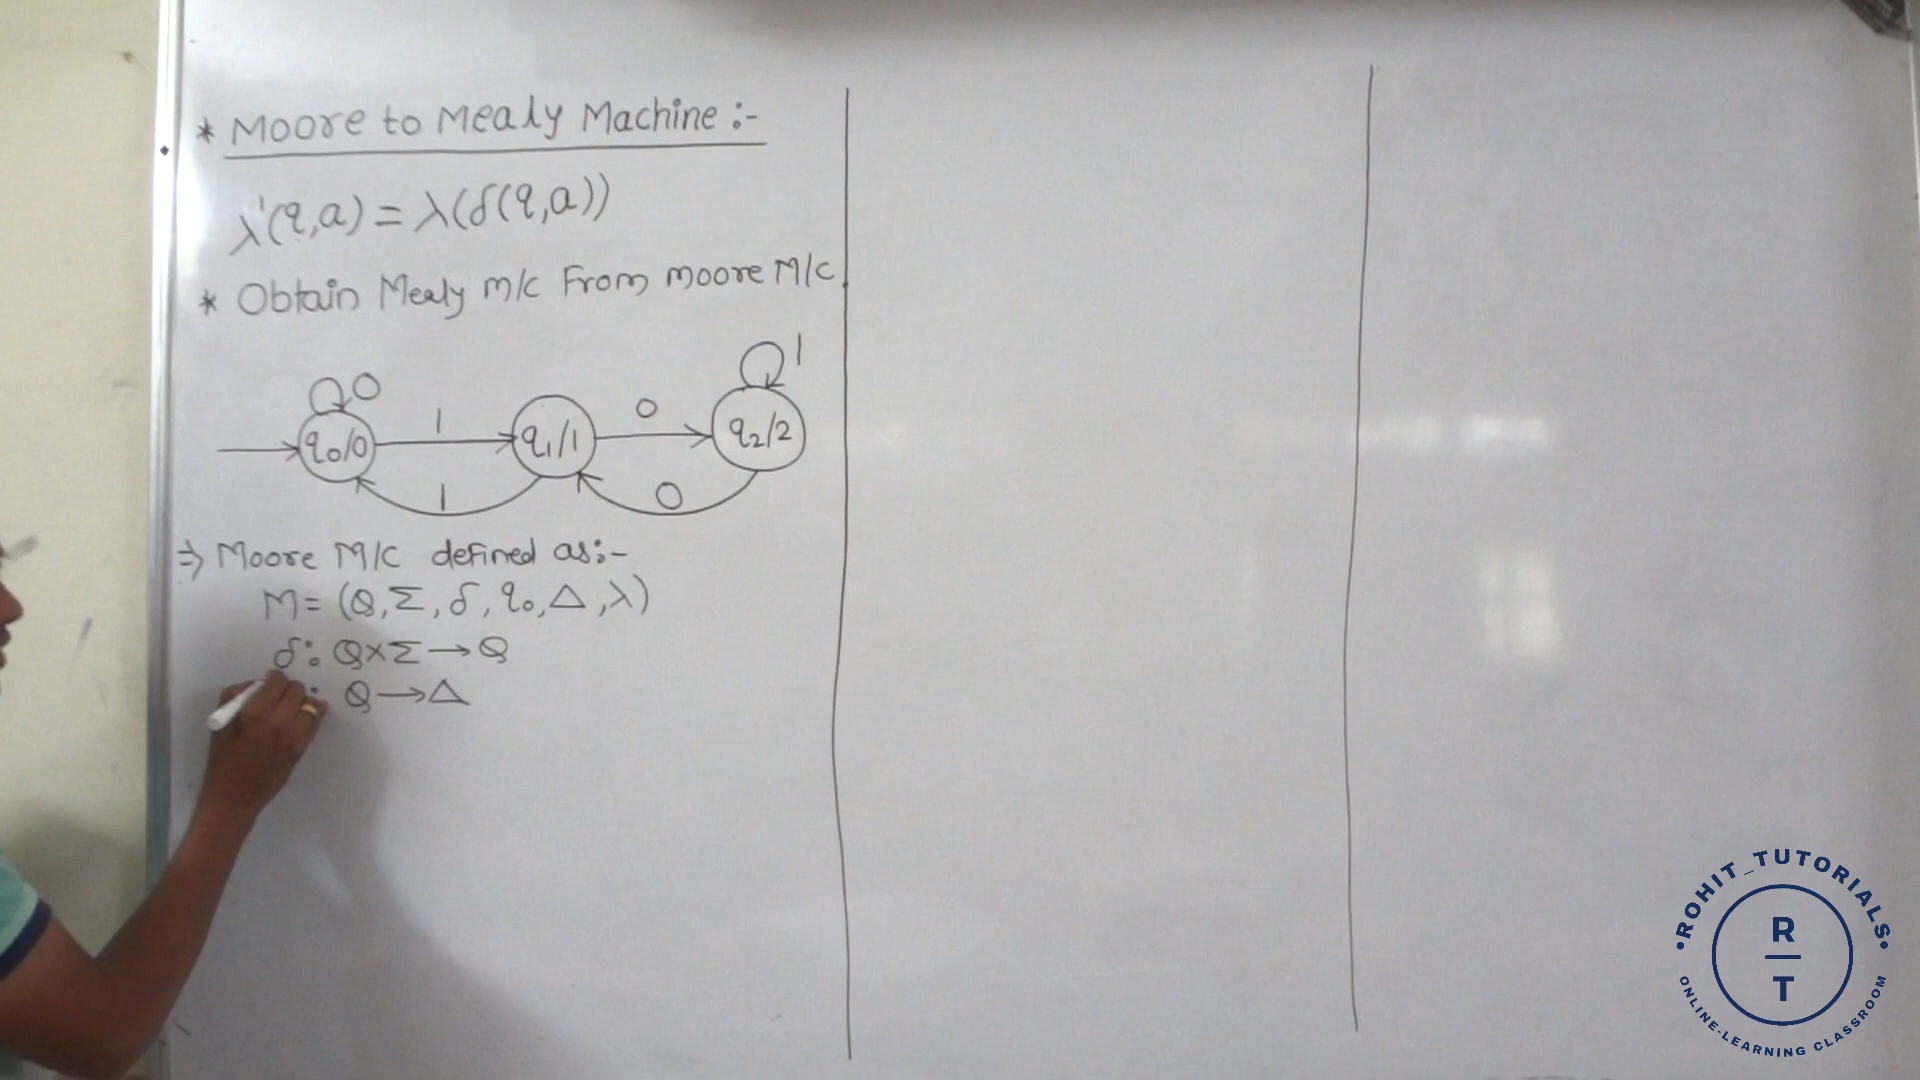 * Moore to Mealy Machine :-
λ'(q,a) = λ(δ(q,a))
* Obtain Mealy m/c From moore M/C.
0 1
1 0
q₀/0 q₁/1 q₂/2
1 0
⇒ Moore M/C defined as:-
M = (Q, Σ, δ, q₀, Δ, λ)
δ: Q×Σ → Q
: Q → Δ
•ROHIT_TUTORIALS•
R
T
ONLINE-LEARNING CLASSROOM